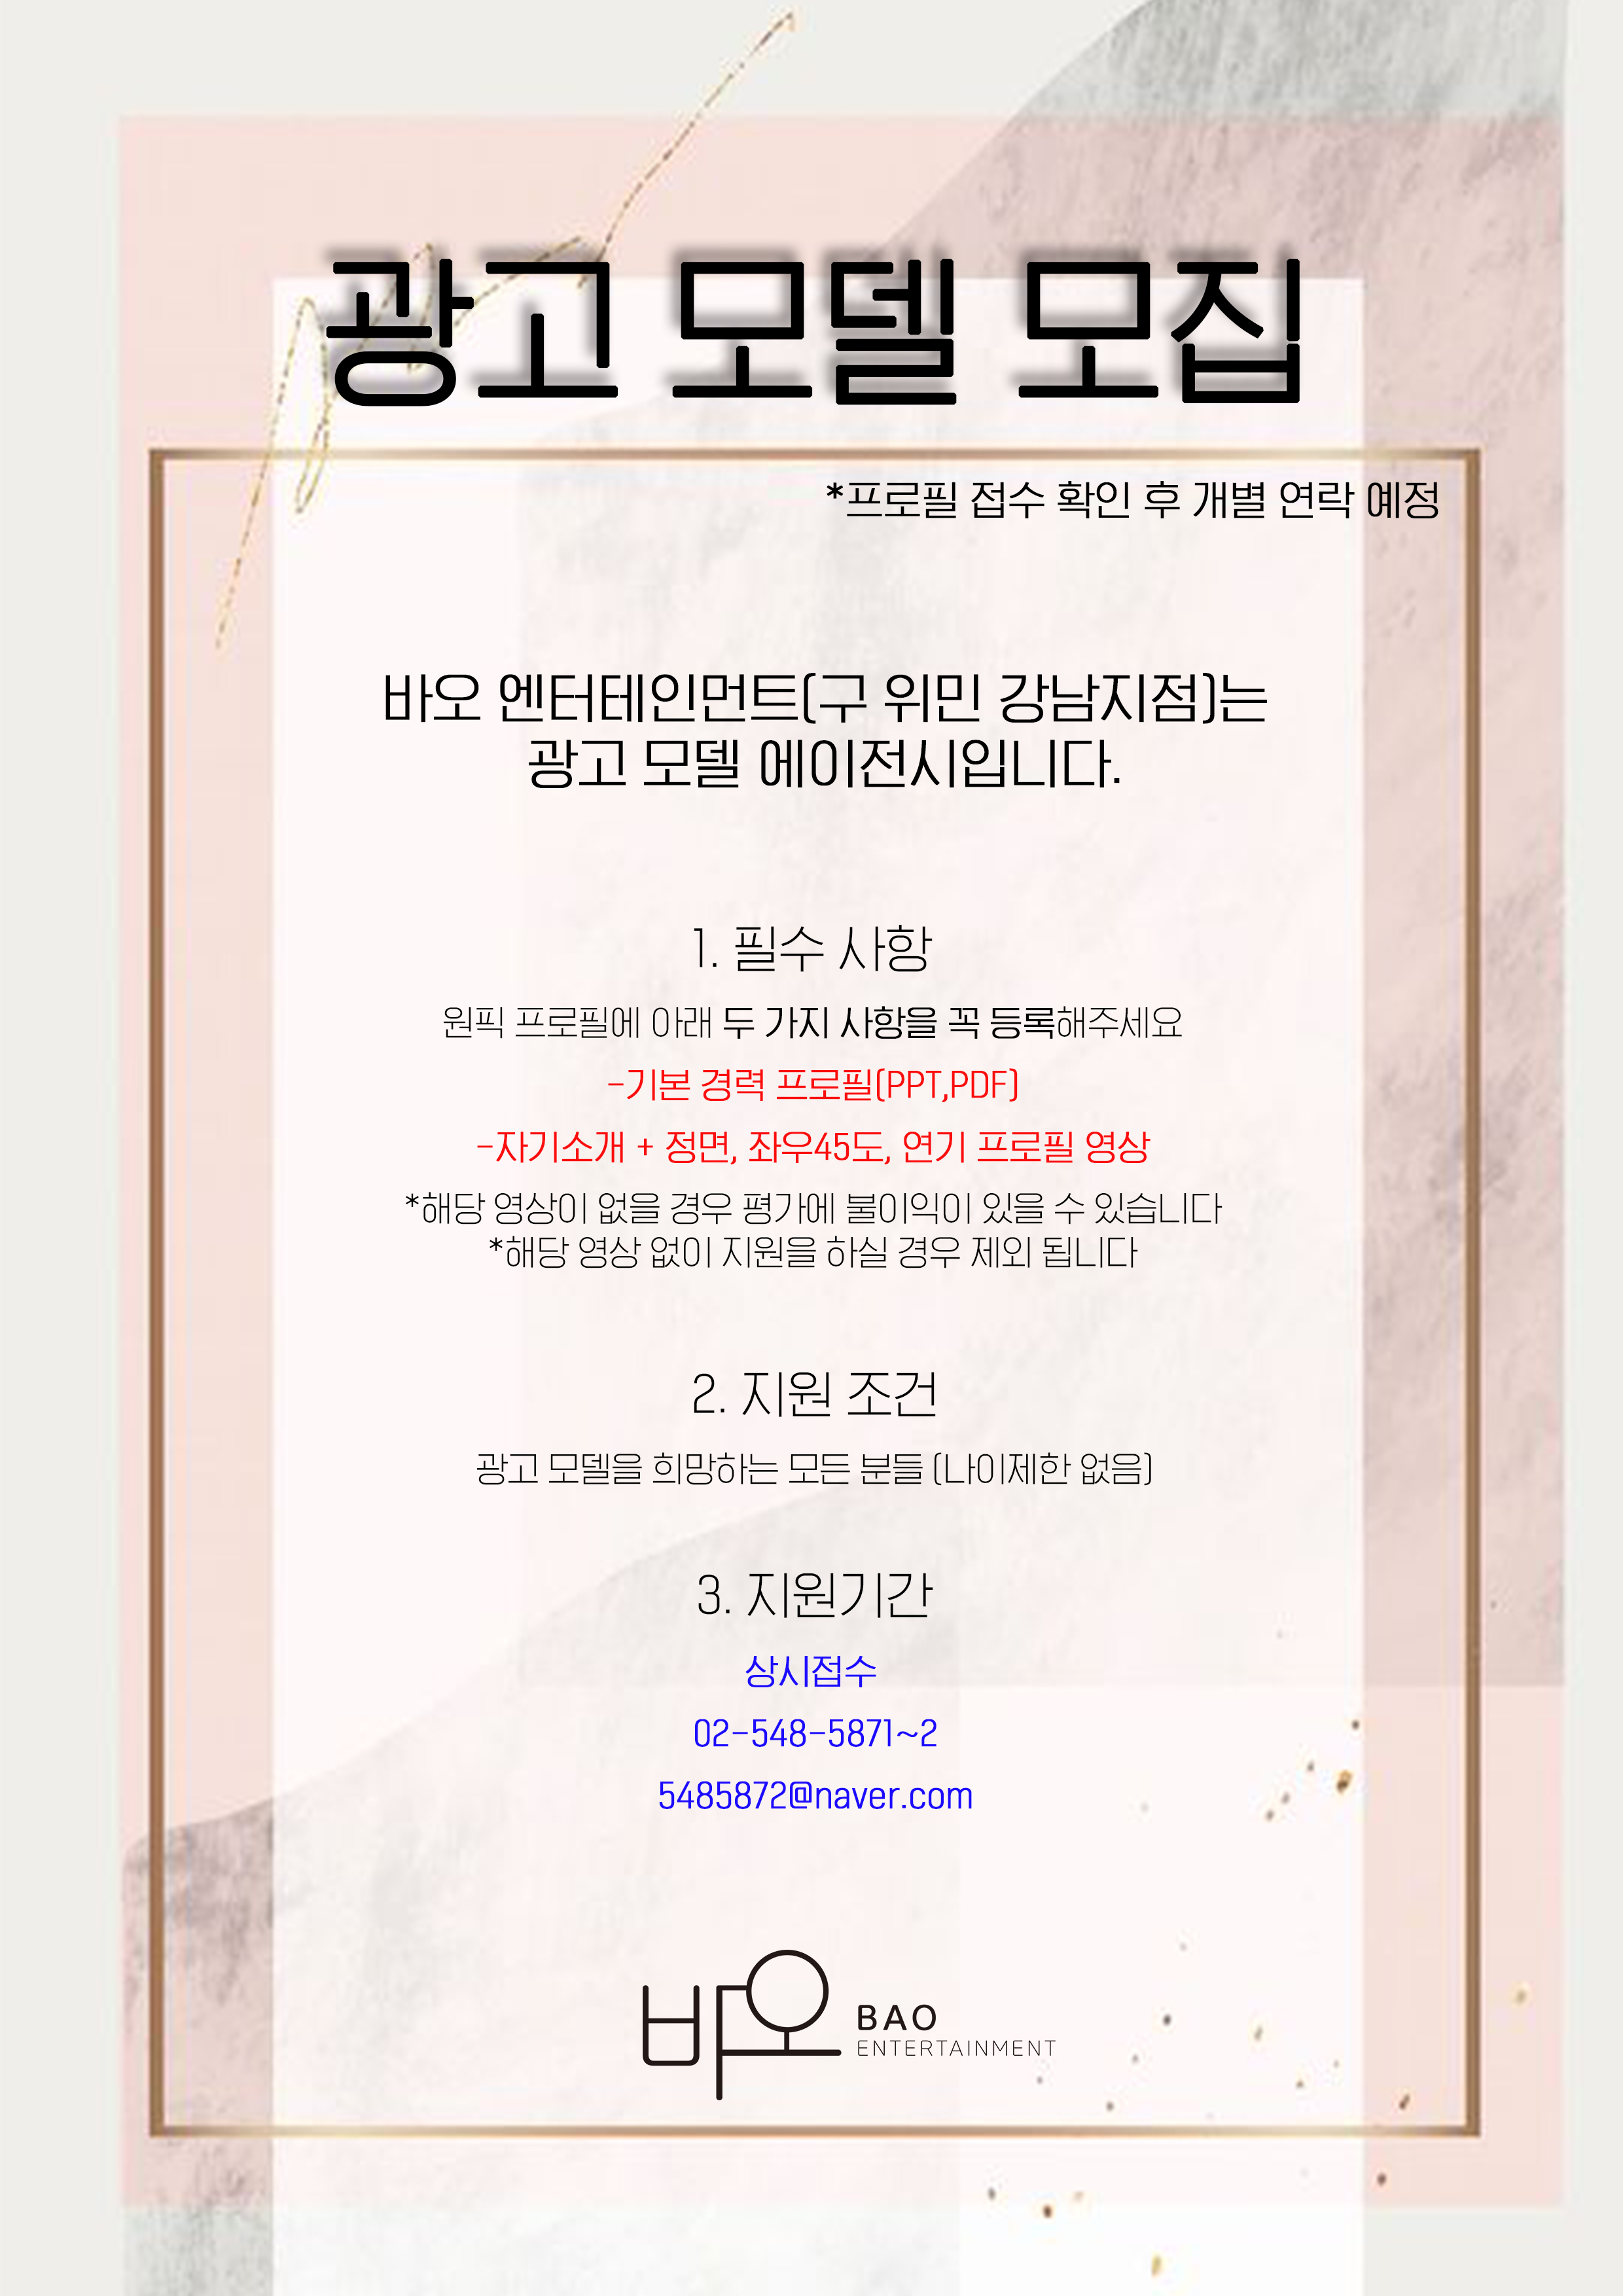 광고 모델 모집
*프로필 접수 확인 후 개별 연락 예정
바오 엔터테인먼트(구 위민 강남지점)는
광고 모델 에이전시입니다.
1. 필수 사항
원픽 프로필에 아래 두 가지 사항을 꼭 등록해주세요
-기본 경력 프로필(PPT,PDF)
-자기소개 + 정면, 좌우45도, 연기 프로필 영상
*해당 영상이 없을 경우 평가에 불이익이 있을 수 있습니다
*해당 영상 없이 지원을 하실 경우 제외 됩니다
2. 지원 조건
광고 모델을 희망하는 모든 분들 (나이제한 없음)
3. 지원기간
상시접수
02-548-5871~2
5485872@naver.com
바오
BAO
ENTERTAINMENT